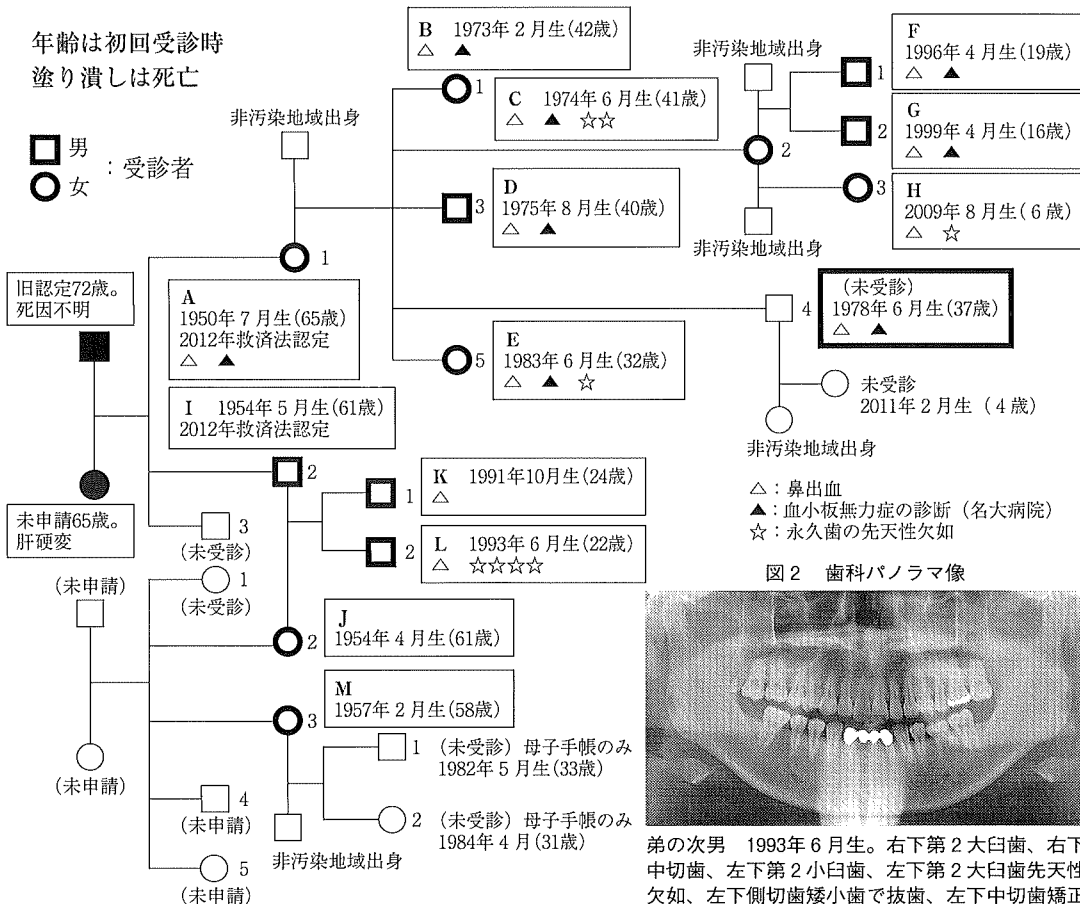 年齢は初回受診時
塗り潰しは死亡
男
女
：受診者
非汚染地域出身
1
旧認定72歳。
死因不明
未申請65歳。
肝硬変
A
1950年7月生(65歳)
2012年救済法認定
△ ▲
B 1973年2月生(42歳)
△ ▲
1
C 1974年6月生(41歳)
△ ▲ ☆☆
2
D
1975年8月生(40歳)
△ ▲
3
（未受診）
1978年6月生(37歳)
△ ▲
4
E
1983年6月生(32歳)
△ ▲ ☆
5
非汚染地域出身
非汚染地域出身
F
1996年4月生(19歳)
△ ▲
1
G
1999年4月生(16歳)
△ ▲
2
H
2009年8月生(6歳)
△ ☆
3
未受診
2011年2月生（4歳）
非汚染地域出身
I 1954年5月生(61歳)
2012年救済法認定
2
3
(未受診)
K 1991年10月生(24歳)
△
1
L 1993年6月生(22歳)
△ ☆☆☆☆
2
(未申請)
(未申請)
1
(未受診)
J
1954年4月生(61歳)
2
M
1957年2月生(58歳)
3
非汚染地域出身
1
(未受診) 母子手帳のみ
1982年5月生(33歳)
2
(未受診) 母子手帳のみ
1984年4月(31歳)
4
(未申請)
5
(未申請)
△：鼻出血
▲：血小板無力症の診断（名大病院）
☆：永久歯の先天性欠如
図2 歯科パノラマ像
弟の次男 1993年6月生。右下第2大臼歯、右下
中切歯、左下第2小臼歯、左下第2大臼歯先天性
欠如、左下側切歯矮小歯で抜歯、左下中切歯矯正